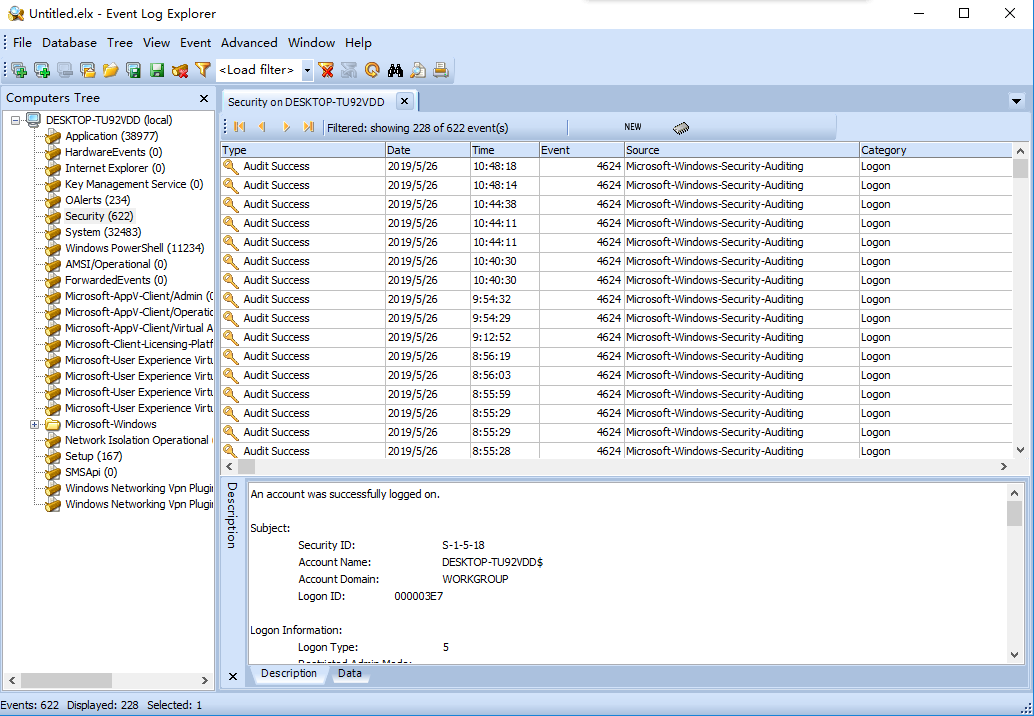 Untitled.elx - Event Log Explorer
File Database Tree View Event Advanced Window Help
<Load filter>
Computers Tree
DESKTOP-TU92VDD (local)
Application (38977)
HardwareEvents (0)
Internet Explorer (0)
Key Management Service (0)
OAlerts (234)
Security (622)
System (32483)
Windows PowerShell (11234)
AMSI/Operational (0)
ForwardedEvents (0)
Microsoft-AppV-Client/Admin (0
Microsoft-AppV-Client/Operatio
Microsoft-AppV-Client/Virtual A
Microsoft-Client-Licensing-Platf
Microsoft-User Experience Virtu
Microsoft-User Experience Virtu
Microsoft-User Experience Virtu
Microsoft-User Experience Virtu
Microsoft-Windows
Network Isolation Operational
Setup (167)
SMSApi (0)
Windows Networking Vpn Plugin
Windows Networking Vpn Plugin
Security on DESKTOP-TU92VDD
Filtered: showing 228 of 622 event(s) NEW
Type Date Time Event Source Category
Audit Success 2019/5/26 10:48:18 4624 Microsoft-Windows-Security-Auditing Logon
Audit Success 2019/5/26 10:48:14 4624 Microsoft-Windows-Security-Auditing Logon
Audit Success 2019/5/26 10:44:38 4624 Microsoft-Windows-Security-Auditing Logon
Audit Success 2019/5/26 10:44:11 4624 Microsoft-Windows-Security-Auditing Logon
Audit Success 2019/5/26 10:44:11 4624 Microsoft-Windows-Security-Auditing Logon
Audit Success 2019/5/26 10:40:30 4624 Microsoft-Windows-Security-Auditing Logon
Audit Success 2019/5/26 10:40:30 4624 Microsoft-Windows-Security-Auditing Logon
Audit Success 2019/5/26 9:54:32 4624 Microsoft-Windows-Security-Auditing Logon
Audit Success 2019/5/26 9:54:29 4624 Microsoft-Windows-Security-Auditing Logon
Audit Success 2019/5/26 9:12:52 4624 Microsoft-Windows-Security-Auditing Logon
Audit Success 2019/5/26 8:56:19 4624 Microsoft-Windows-Security-Auditing Logon
Audit Success 2019/5/26 8:56:03 4624 Microsoft-Windows-Security-Auditing Logon
Audit Success 2019/5/26 8:55:59 4624 Microsoft-Windows-Security-Auditing Logon
Audit Success 2019/5/26 8:55:29 4624 Microsoft-Windows-Security-Auditing Logon
Audit Success 2019/5/26 8:55:29 4624 Microsoft-Windows-Security-Auditing Logon
Audit Success 2019/5/26 8:55:28 4624 Microsoft-Windows-Security-Auditing Logon
Description
An account was successfully logged on.
Subject:
Security ID: S-1-5-18
Account Name: DESKTOP-TU92VDD$
Account Domain: WORKGROUP
Logon ID: 000003E7
Logon Information:
Logon Type: 5
Restricted Admin Mode:
Description Data
Events: 622 Displayed: 228 Selected: 1